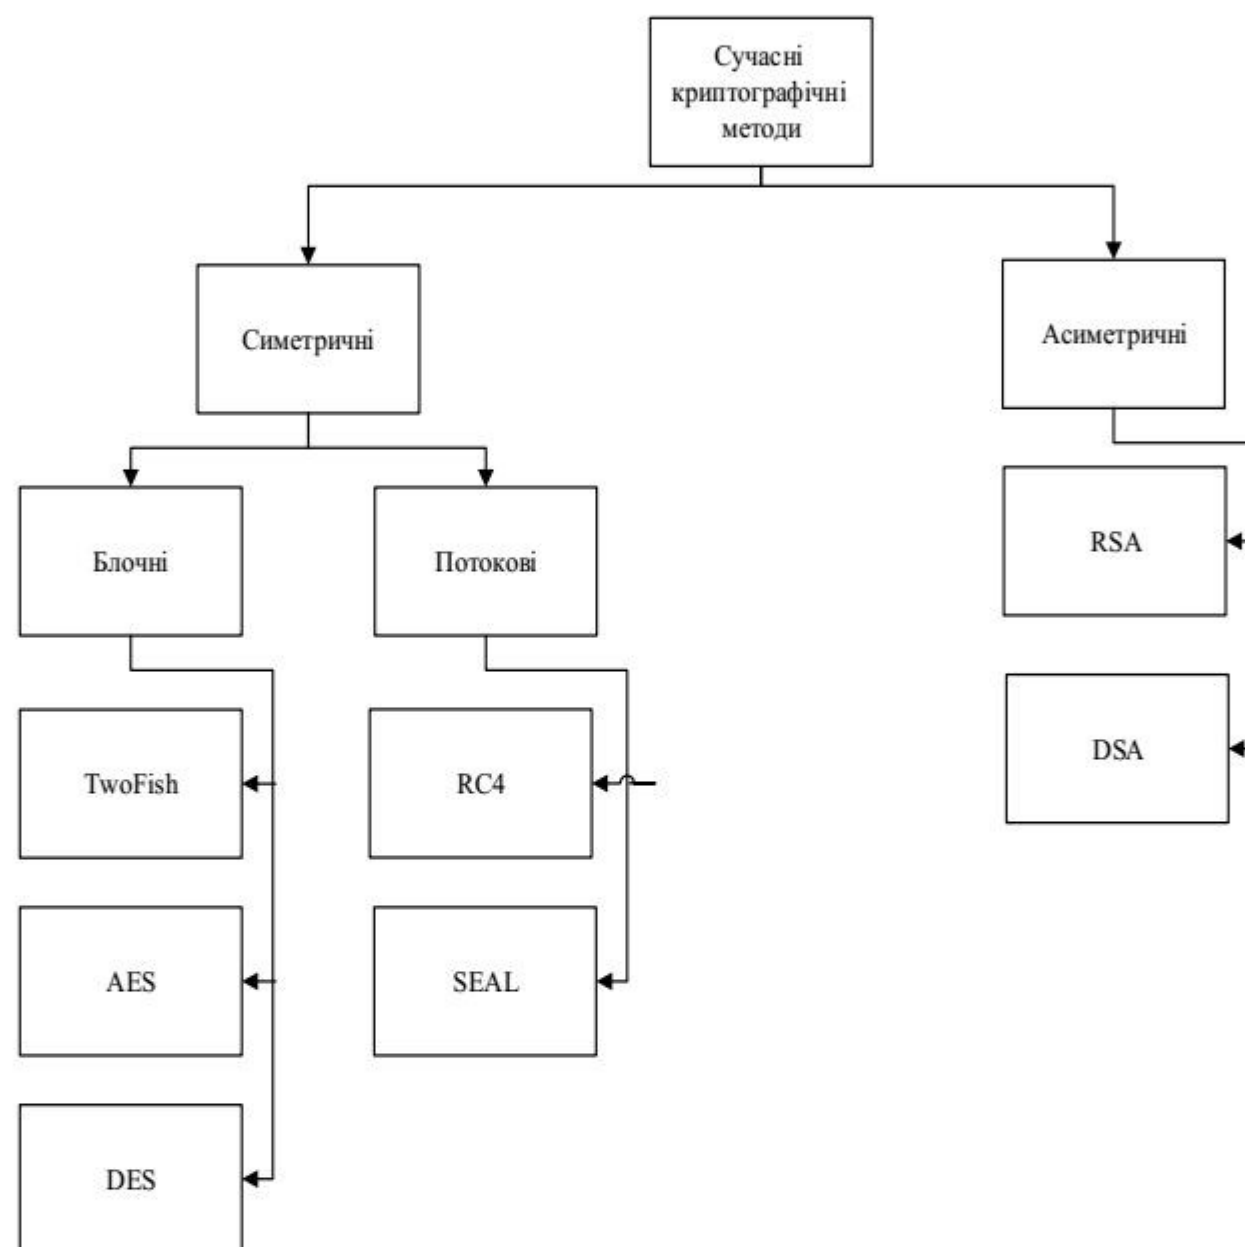 Сучасні
криптографічні
методи
Симетричні
Асиметричні
Блочні
Потокові
RSA
DSA
TwoFish
RC4
AES
SEAL
DES